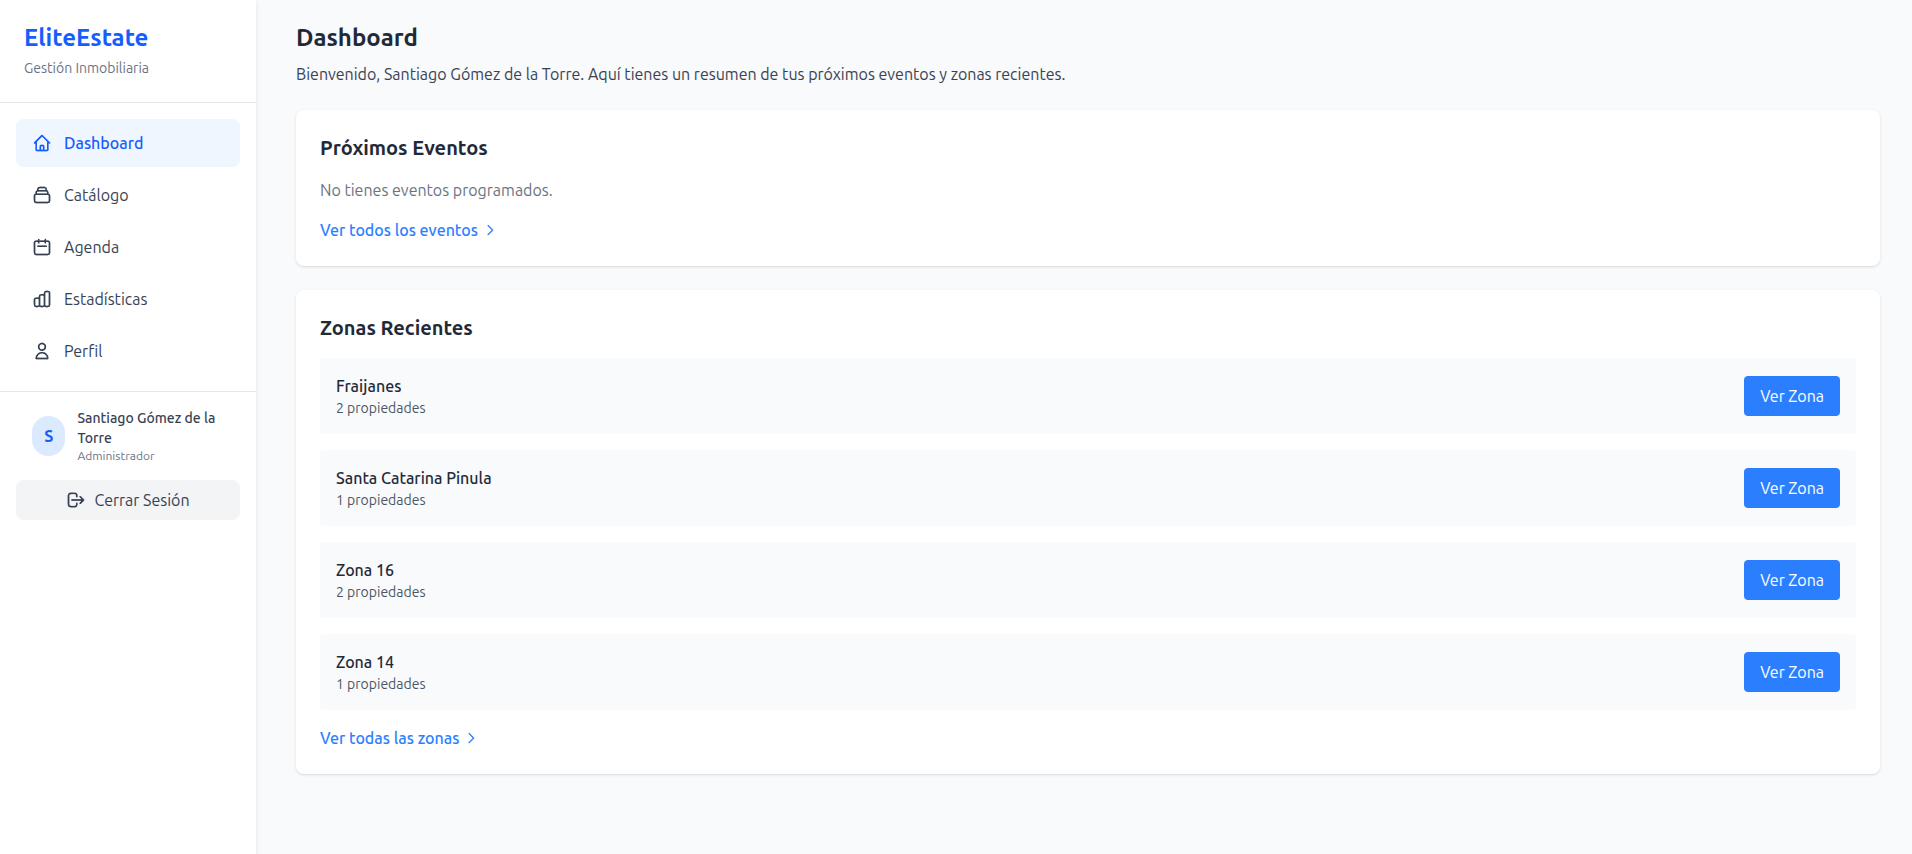 EliteEstate
Gestión Inmobiliaria
Dashboard
Catálogo
Agenda
Estadísticas
Perfil
S
Santiago Gómez de la
Torre
Administrador
Cerrar Sesión
Dashboard
Bienvenido, Santiago Gómez de la Torre. Aquí tienes un resumen de tus próximos eventos y zonas recientes.
Próximos Eventos
No tienes eventos programados.
Ver todos los eventos
Zonas Recientes
Fraijanes
2 propiedades
Ver Zona
Santa Catarina Pinula
1 propiedades
Ver Zona
Zona 16
2 propiedades
Ver Zona
Zona 14
1 propiedades
Ver Zona
Ver todas las zonas